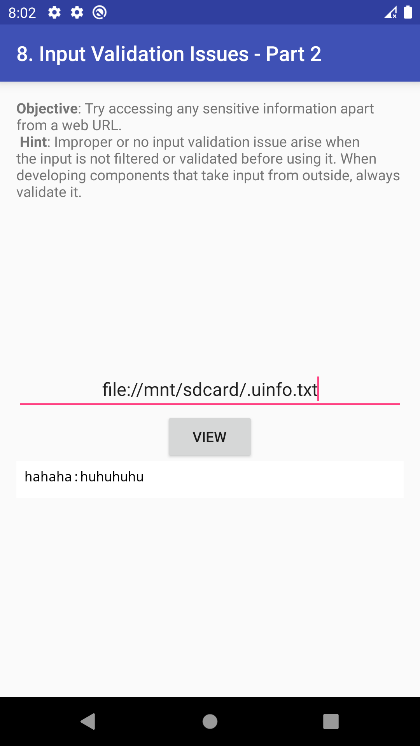 8:02
8. Input Validation Issues - Part 2
Objective: Try accessing any sensitive information apart
from a web URL.
Hint: Improper or no input validation issue arise when
the input is not filtered or validated before using it. When
developing components that take input from outside, always
validate it.
file://mnt/sdcard/.uinfo.txt
VIEW
hahaha:huhuhuhu